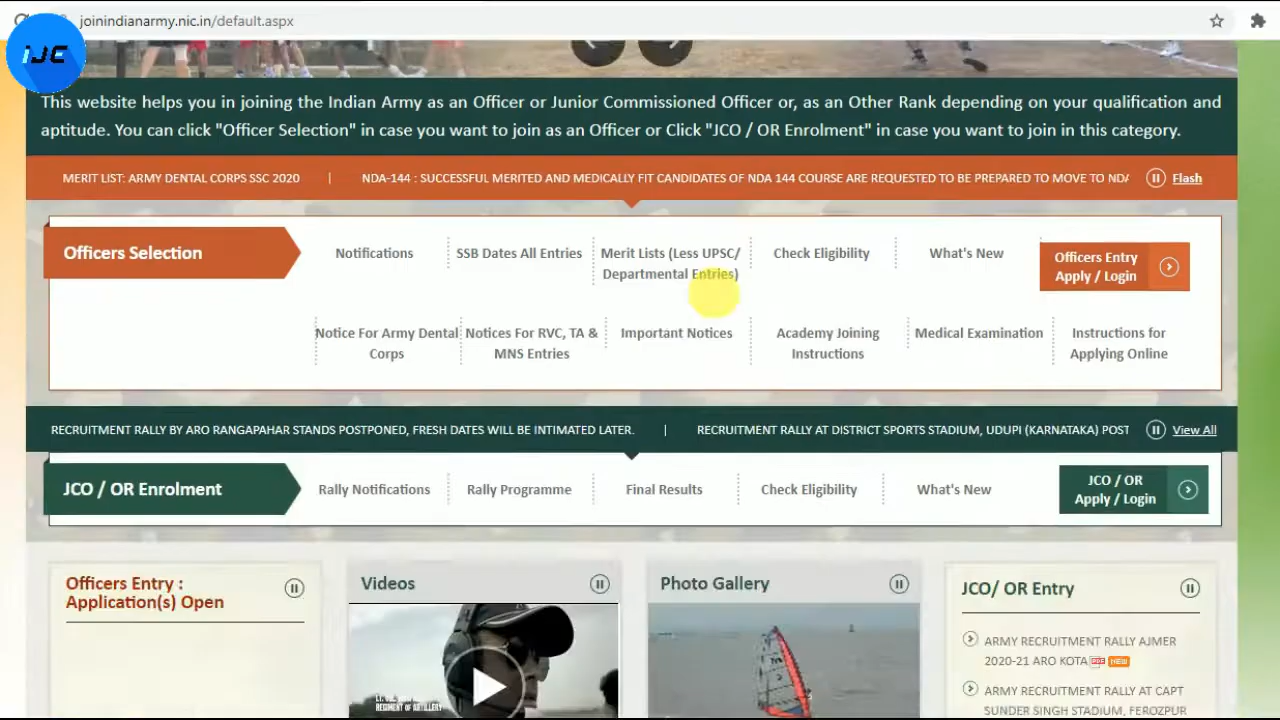 joinindianarmy.nic.in/default.aspx
IJE
This website helps you in joining the Indian Army as an Officer or Junior Commissioned Officer or, as an Other Rank depending on your qualification and
aptitude. You can click "Officer Selection" in case you want to join as an Officer or Click "JCO / OR Enrolment" in case you want to join in this category.
MERIT LIST: ARMY DENTAL CORPS SSC 2020 | NDA-144 : SUCCESSFUL MERITED AND MEDICALLY FIT CANDIDATES OF NDA 144 COURSE ARE REQUESTED TO BE PREPARED TO MOVE TO NDA Flash
Officers Selection
Notifications
SSB Dates All Entries
Merit Lists (Less UPSC/
Departmental Entries)
Check Eligibility
What's New
Officers Entry
Apply / Login
Notice For Army Dental
Corps
Notices For RVC, TA &
MNS Entries
Important Notices
Academy Joining
Instructions
Medical Examination
Instructions for
Applying Online
RECRUITMENT RALLY BY ARO RANGAPAHAR STANDS POSTPONED, FRESH DATES WILL BE INTIMATED LATER. | RECRUITMENT RALLY AT DISTRICT SPORTS STADIUM, UDUPI (KARNATAKA) POST View All
JCO / OR Enrolment
Rally Notifications
Rally Programme
Final Results
Check Eligibility
What's New
JCO / OR
Apply / Login
Officers Entry :
Application(s) Open
Videos
LT. COL
REGIMENT OF ARTILLERY
Photo Gallery
JCO/ OR Entry
ARMY RECRUITMENT RALLY AJMER
2020-21 ARO KOTA PDF NEW
ARMY RECRUITMENT RALLY AT CAPT
SUNDER SINGH STADIUM, FEROZPUR